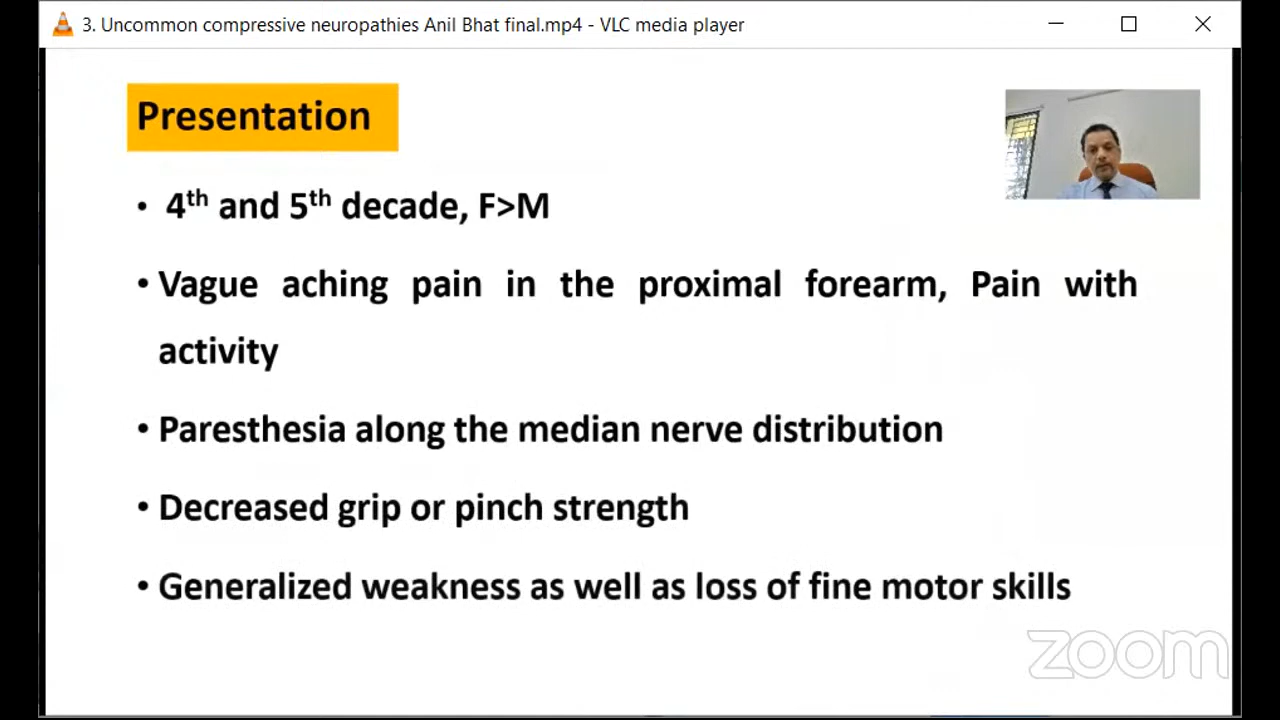 3. Uncommon compressive neuropathies Anil Bhat final.mp4 - VLC media player
Presentation
• 4th and 5th decade, F>M
• Vague aching pain in the proximal forearm, Pain with
activity
• Paresthesia along the median nerve distribution
• Decreased grip or pinch strength
• Generalized weakness as well as loss of fine motor skills
zoom